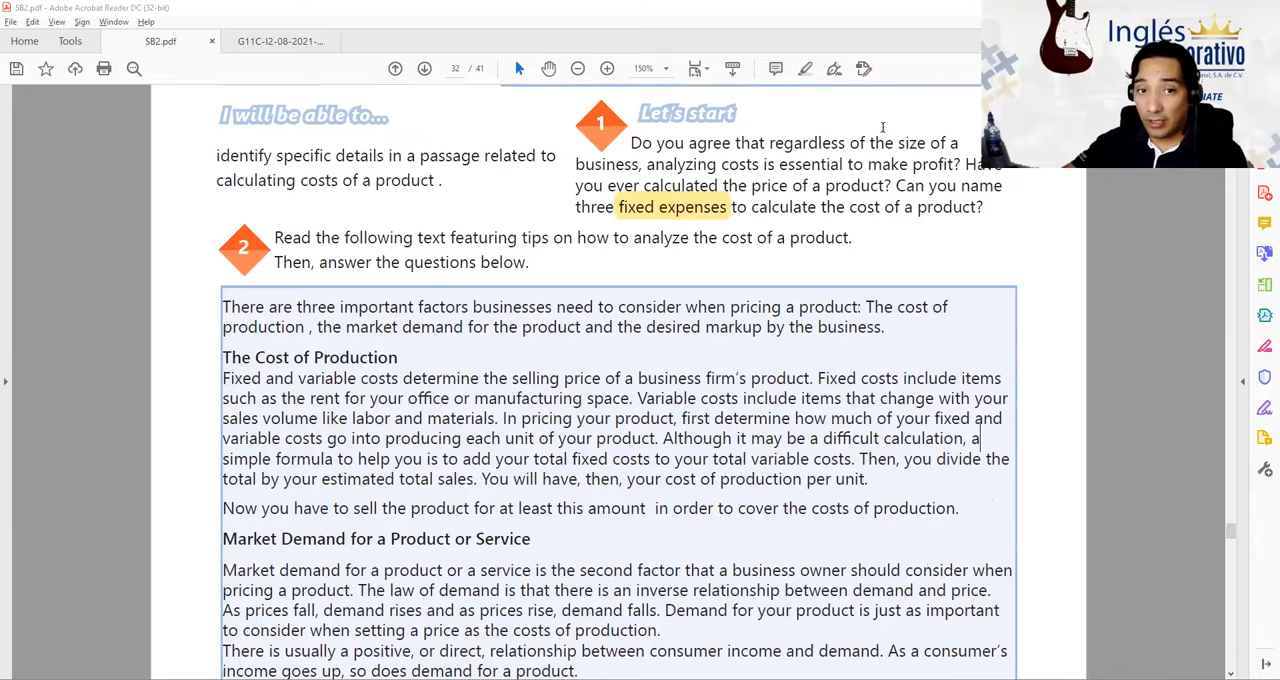 SB2.pdf - Adobe Acrobat Reader DC (32-bit)
File Edit View Sign Window Help
Home Tools SB2.pdf × G11C-I2-08-2021-...
32 / 41 150%
Inglés
orativo
, S.A. de C.V.
IATE
I will be able to...
identify specific details in a passage related to
calculating costs of a product .
1 Let's start
Do you agree that regardless of the size of a
business, analyzing costs is essential to make profit? Have
you ever calculated the price of a product? Can you name
three fixed expenses to calculate the cost of a product?
2 Read the following text featuring tips on how to analyze the cost of a product.
Then, answer the questions below.
There are three important factors businesses need to consider when pricing a product: The cost of
production , the market demand for the product and the desired markup by the business.
The Cost of Production
Fixed and variable costs determine the selling price of a business firm's product. Fixed costs include items
such as the rent for your office or manufacturing space. Variable costs include items that change with your
sales volume like labor and materials. In pricing your product, first determine how much of your fixed and
variable costs go into producing each unit of your product. Although it may be a difficult calculation, a
simple formula to help you is to add your total fixed costs to your total variable costs. Then, you divide the
total by your estimated total sales. You will have, then, your cost of production per unit.
Now you have to sell the product for at least this amount in order to cover the costs of production.
Market Demand for a Product or Service
Market demand for a product or a service is the second factor that a business owner should consider when
pricing a product. The law of demand is that there is an inverse relationship between demand and price.
As prices fall, demand rises and as prices rise, demand falls. Demand for your product is just as important
to consider when setting a price as the costs of production.
There is usually a positive, or direct, relationship between consumer income and demand. As a consumer's
income goes up, so does demand for a product.